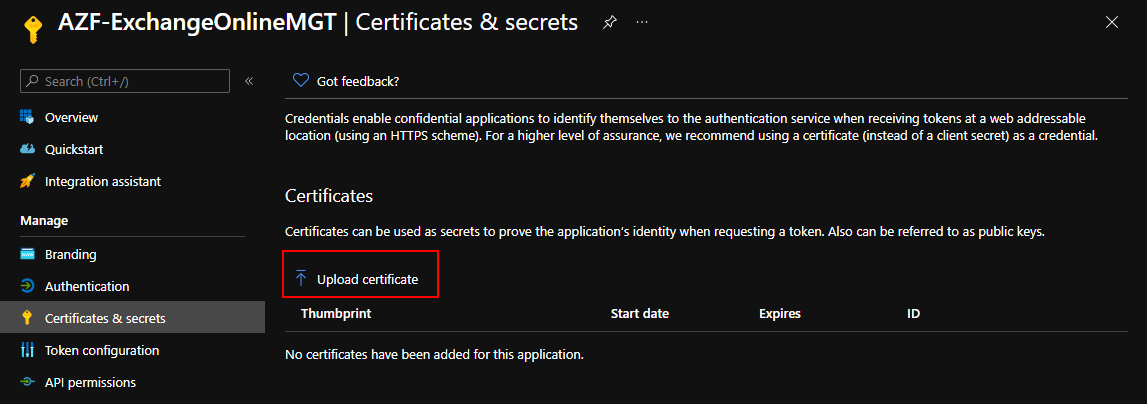 AZF-ExchangeOnlineMGT | Certificates & secrets
Search (Ctrl+/)
Overview
Quickstart
Integration assistant
Manage
Branding
Authentication
Certificates & secrets
Token configuration
API permissions
Got feedback?
Credentials enable confidential applications to identify themselves to the authentication service when receiving tokens at a web addressable
location (using an HTTPS scheme). For a higher level of assurance, we recommend using a certificate (instead of a client secret) as a credential.
Certificates
Certificates can be used as secrets to prove the application's identity when requesting a token. Also can be referred to as public keys.
Upload certificate
Thumbprint Start date Expires ID
No certificates have been added for this application.